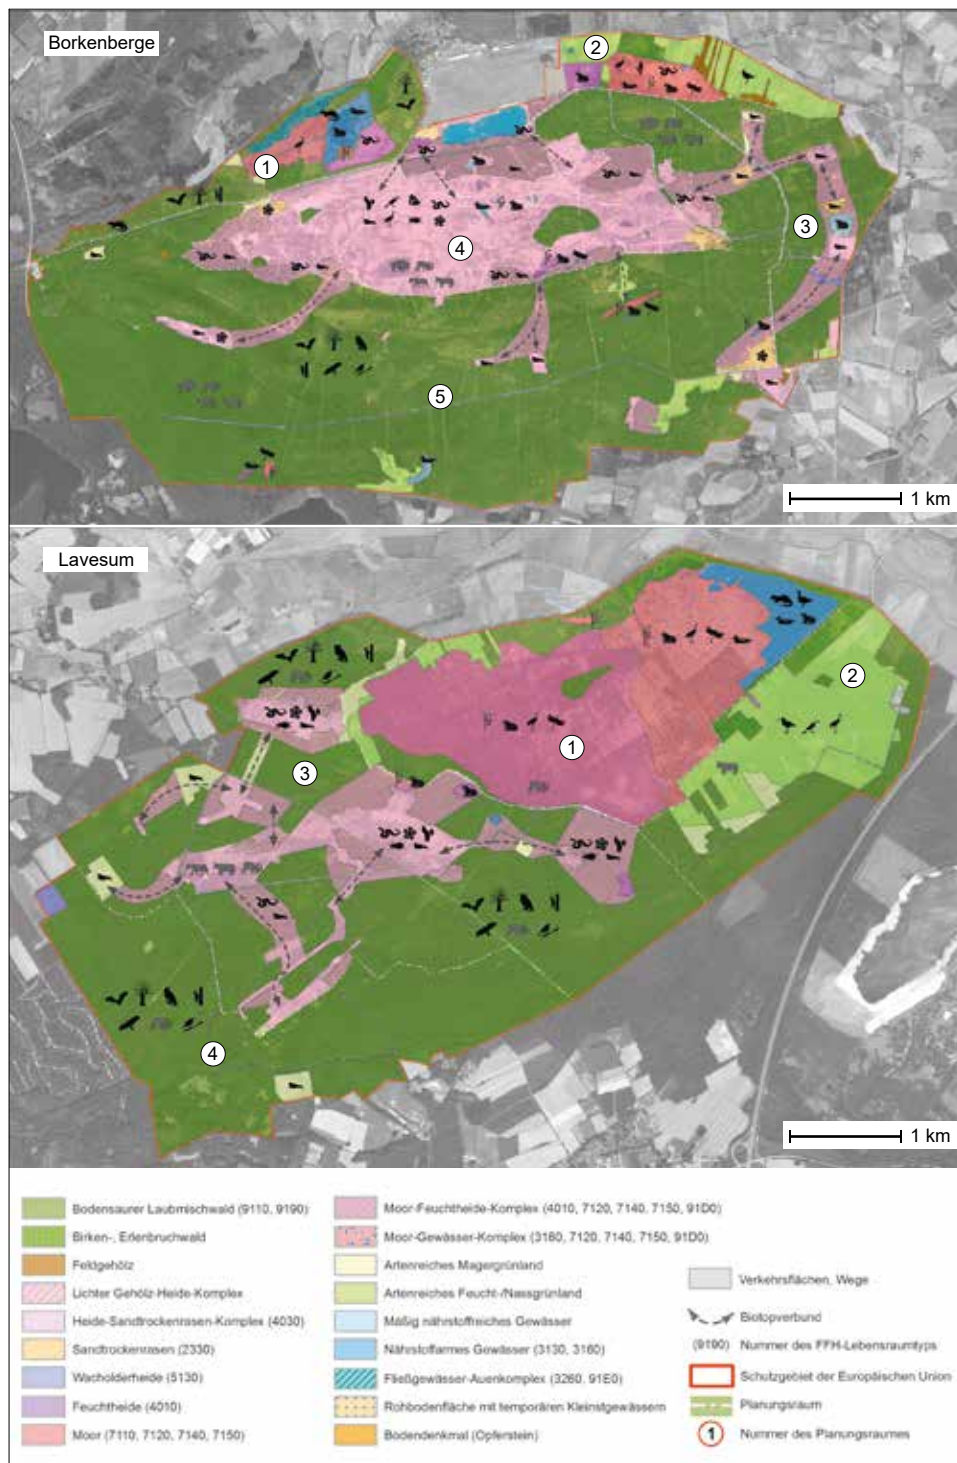 Borkenberge
1
2
3
4
5
1 km
Lavesum
1
2
3
4
1 km
Bodensaurer Laubmischwald (9110, 9190)
Birken-, Erlenbruchwald
Feldgehölz
Lichter Gehölz-Heide-Komplex
Heide-Sandtrockenrasen-Komplex (4030)
Sandtrockenrasen (2330)
Wacholderheide (5130)
Feuchtheide (4010)
Moor (7110, 7120, 7140, 7150)
Moor-Feuchtheide-Komplex (4010, 7120, 7140, 7150, 91D0)
Moor-Gewässer-Komplex (3160, 7120, 7140, 7150, 91D0)
Artenreiches Magergrünland
Artenreiches Feucht-/Nassgrünland
Mäßig nährstoffreiches Gewässer
Nährstoffarmes Gewässer (3130, 3160)
Fließgewässer-Auenkomplex (3260, 91E0)
Rohbodenfläche mit temporären Kleinstgewässern
Bodendenkmal (Opferstein)
Verkehrsflächen, Wege
Biotopverbund
(9190) Nummer des FFH-Lebensraumtyps
Schutzgebiet der Europäischen Union
Planungsraum
1 Nummer des Planungsraumes